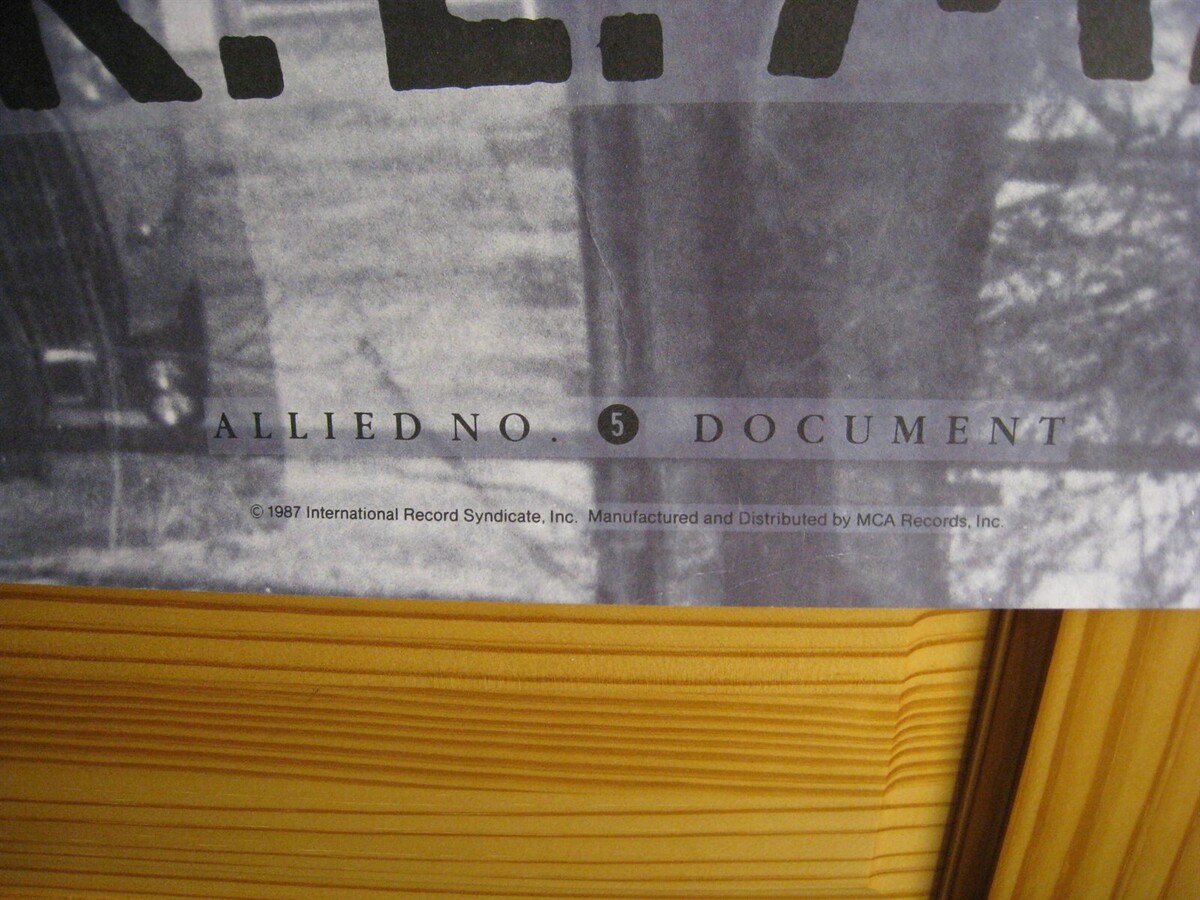 ALLIED NO. 5 DOCUMENT
© 1987 International Record Syndicate, Inc. Manufactured and Distributed by MCA Records, Inc.